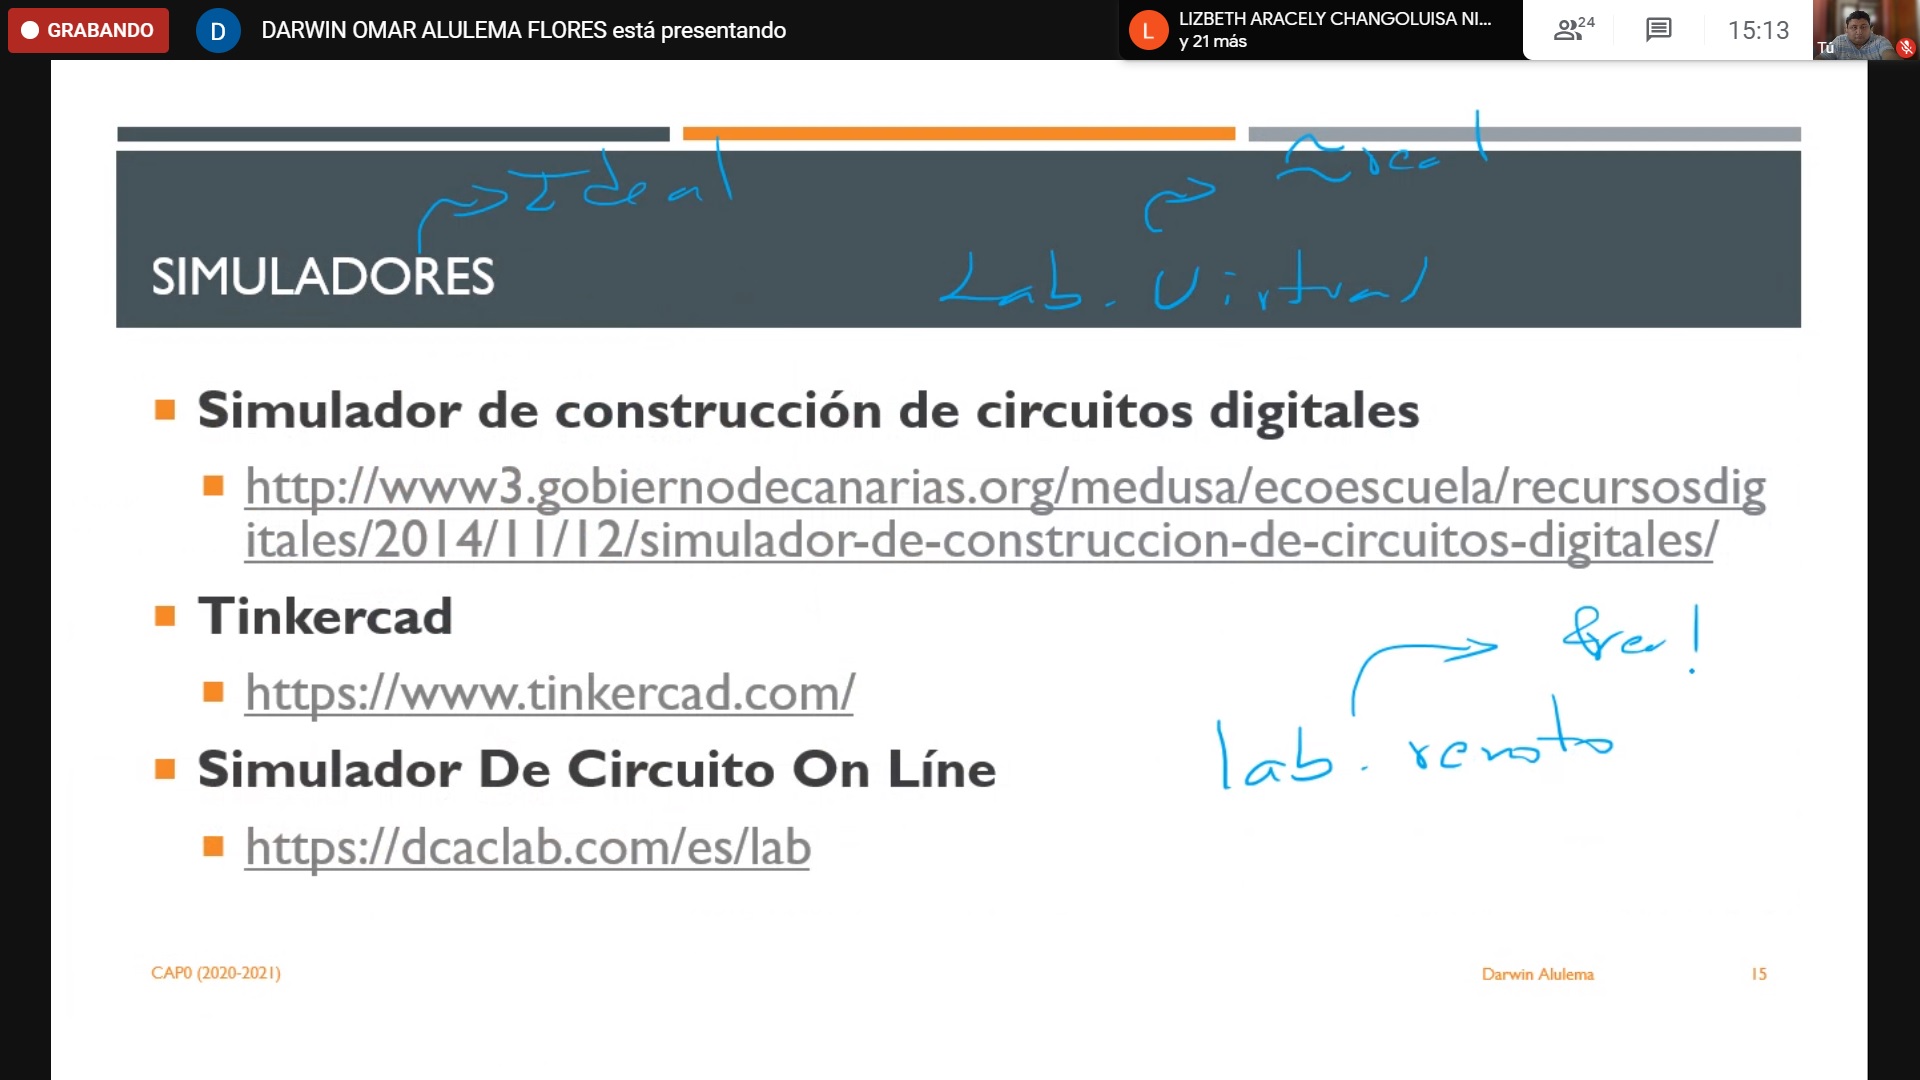 GRABANDO
D
DARWIN OMAR ALULEMA FLORES está presentando
L
LIZBETH ARACELY CHANGOLUISA NI...
y 21 más
24
15:13
Tú
Ideal
≈ real
SIMULADORES
Lab. Virtual
Simulador de construcción de circuitos digitales
http://www3.gobiernodecanarias.org/medusa/ecoescuela/recursosdig
itales/2014/11/12/simulador-de-construccion-de-circuitos-digitales/
Tinkercad
https://www.tinkercad.com/
lab. remoto
Simulador De Circuito On Líne
https://dcaclab.com/es/lab
CAP0 (2020-2021)
Darwin Alulema
15